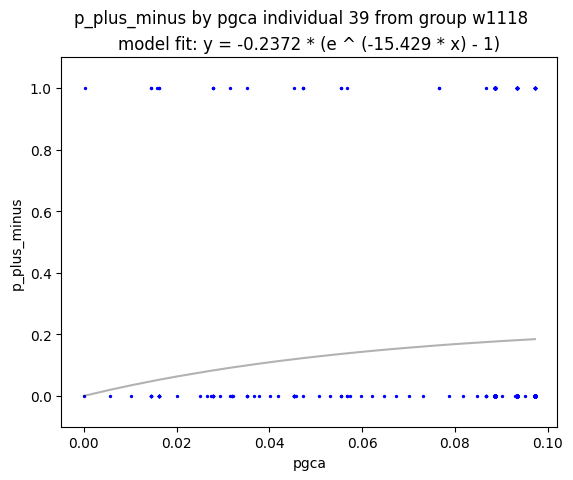 p_plus_minus by pgca individual 39 from group w1118
model fit: y = -0.2372 * (e ^ (-15.429 * x) - 1)
1.0
0.8
0.6
0.4
0.2
0.0
p_plus_minus
0.00 0.02 0.04 0.06 0.08 0.10
pgca